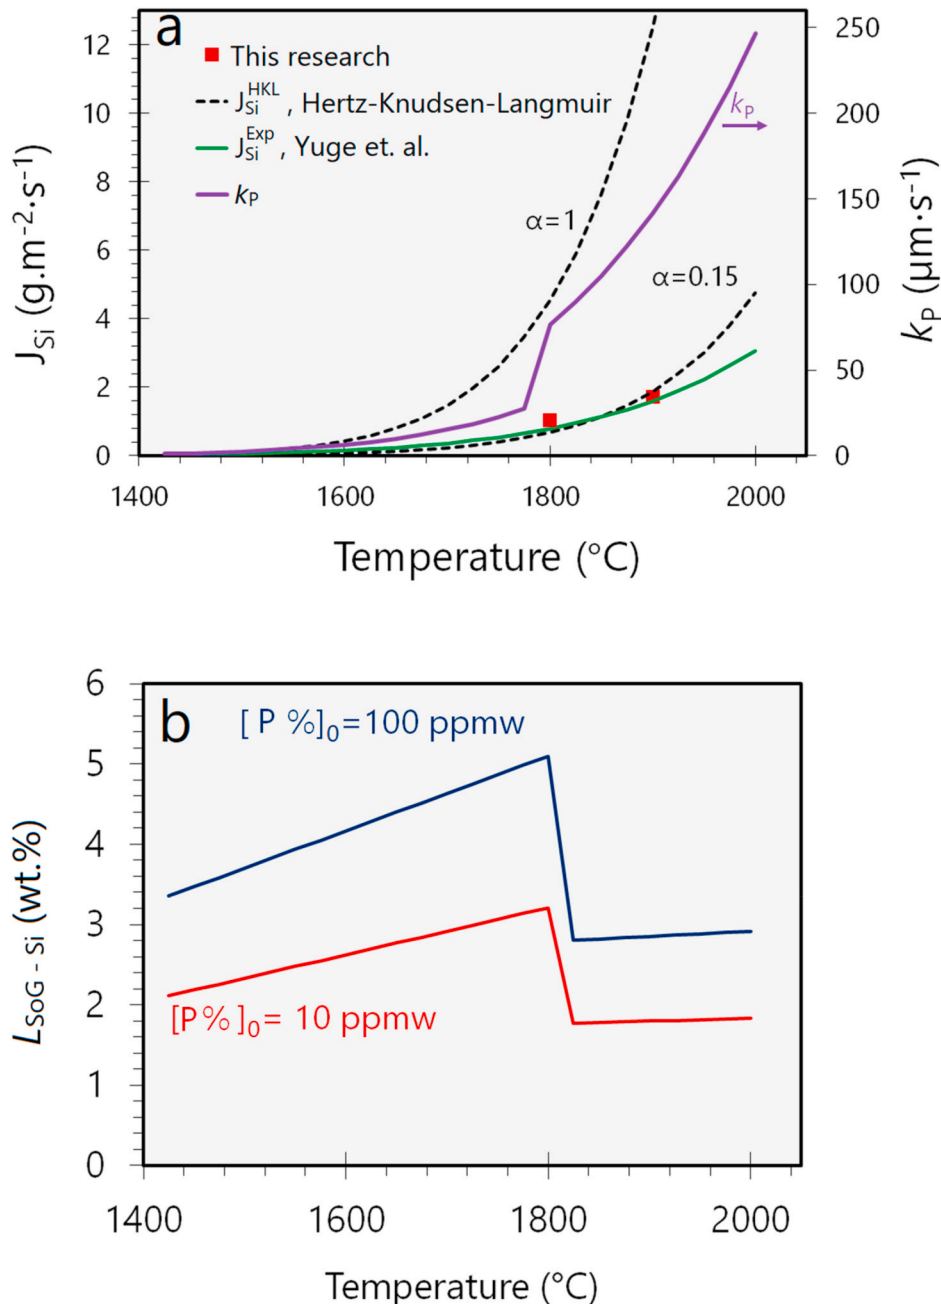 a
This research
J_Si^HKL , Hertz-Knudsen-Langmuir
J_Si^Exp , Yuge et. al.
k_P
k_P
α=1
α=0.15
12
10
8
6
4
2
0
250
200
150
100
50
0
1400
1600
1800
2000
J_Si (g.m⁻²·s⁻¹)
k_P (µm·s⁻¹)
Temperature (°C)
b
[ P %]₀=100 ppmw
[P%]₀= 10 ppmw
6
5
4
3
2
1
0
1400
1600
1800
2000
L_SoG - Si (wt.%)
Temperature (°C)